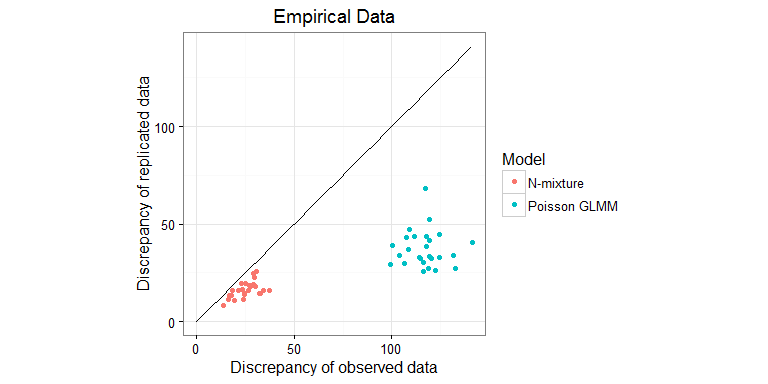 Empirical Data
Discrepancy of replicated data
100
50
0
0 50 100
Discrepancy of observed data
Model
N-mixture
Poisson GLMM